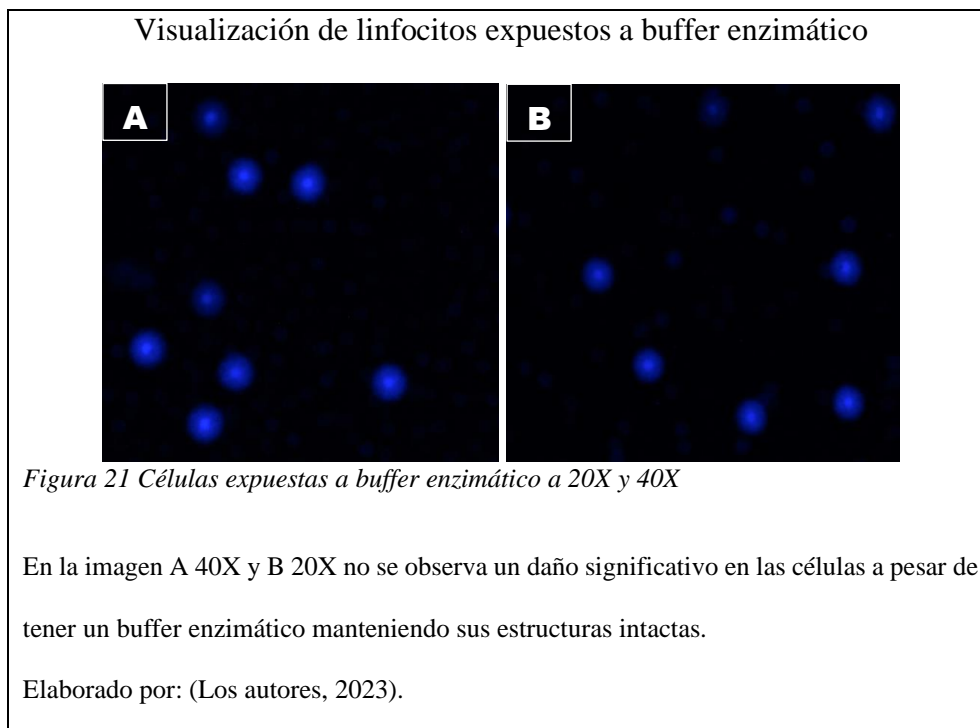 Visualización de linfocitos expuestos a buffer enzimático
A
B
Figura 21 Células expuestas a buffer enzimático a 20X y 40X
En la imagen A 40X y B 20X no se observa un daño significativo en las células a pesar de
tener un buffer enzimático manteniendo sus estructuras intactas.
Elaborado por: (Los autores, 2023).